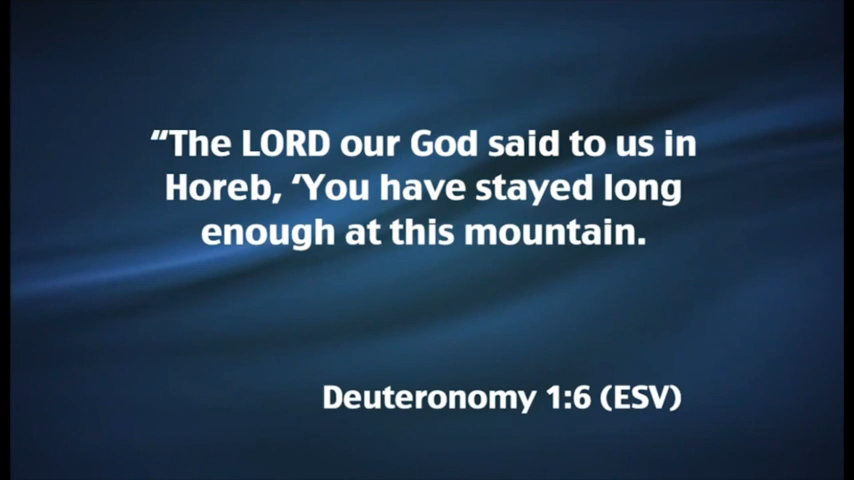 “The LORD our God said to us in
Horeb, ‘You have stayed long
enough at this mountain.
Deuteronomy 1:6 (ESV)